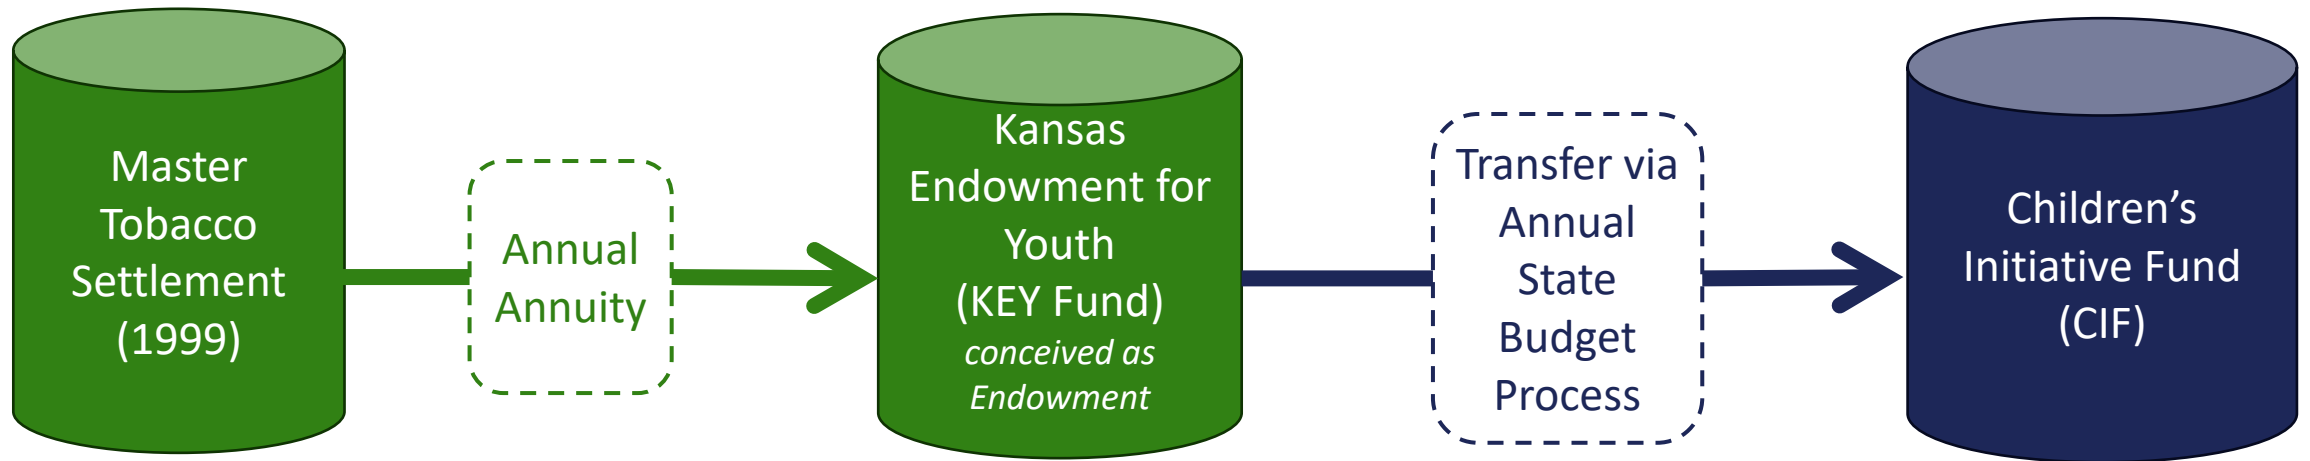 Master
Tobacco
Settlement
(1999)
Annual
Annuity
Kansas
Endowment for
Youth
(KEY Fund)
conceived as
Endowment
Transfer via
Annual
State
Budget
Process
Children’s
Initiative Fund
(CIF)